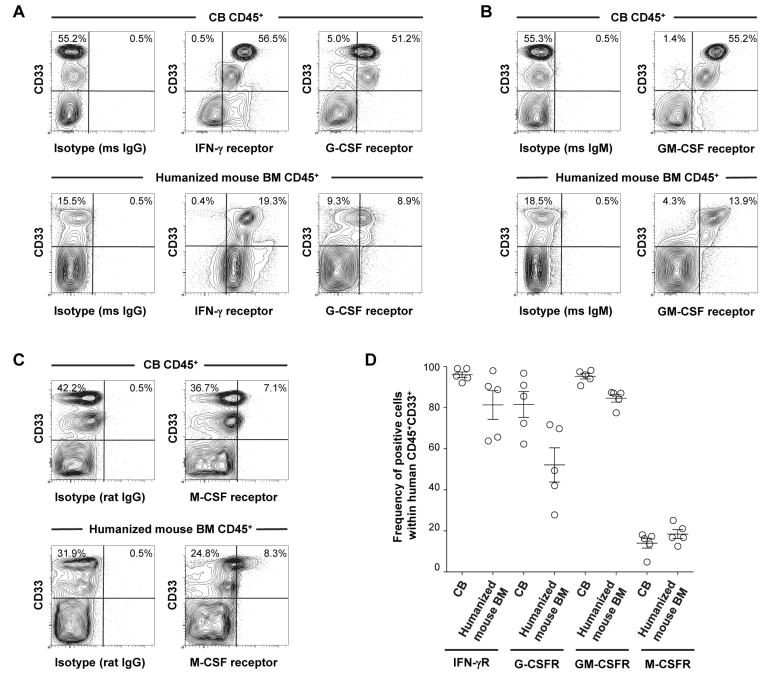 A
CB CD45+
CD33
55.2%
0.5%
0.5%
56.5%
5.0%
51.2%
Isotype (ms IgG)
IFN-γ receptor
G-CSF receptor
Humanized mouse BM CD45+
CD33
15.5%
0.5%
0.4%
19.3%
9.3%
8.9%
Isotype (ms IgG)
IFN-γ receptor
G-CSF receptor
B
CB CD45+
CD33
55.3%
0.5%
CD33
1.4%
55.2%
Isotype (ms IgM)
GM-CSF receptor
Humanized mouse BM CD45+
CD33
18.5%
0.5%
CD33
4.3%
13.9%
Isotype (ms IgM)
GM-CSF receptor
C
CB CD45+
CD33
42.2%
0.5%
36.7%
7.1%
Isotype (rat IgG)
M-CSF receptor
Humanized mouse BM CD45+
CD33
31.9%
0.5%
24.8%
8.3%
Isotype (rat IgG)
M-CSF receptor
D
Frequency of positive cells
within human CD45+CD33+
100
80
60
40
20
0
CB
Humanized
mouse BM
CB
Humanized
mouse BM
CB
Humanized
mouse BM
CB
Humanized
mouse BM
IFN-γR
G-CSFR
GM-CSFR
M-CSFR